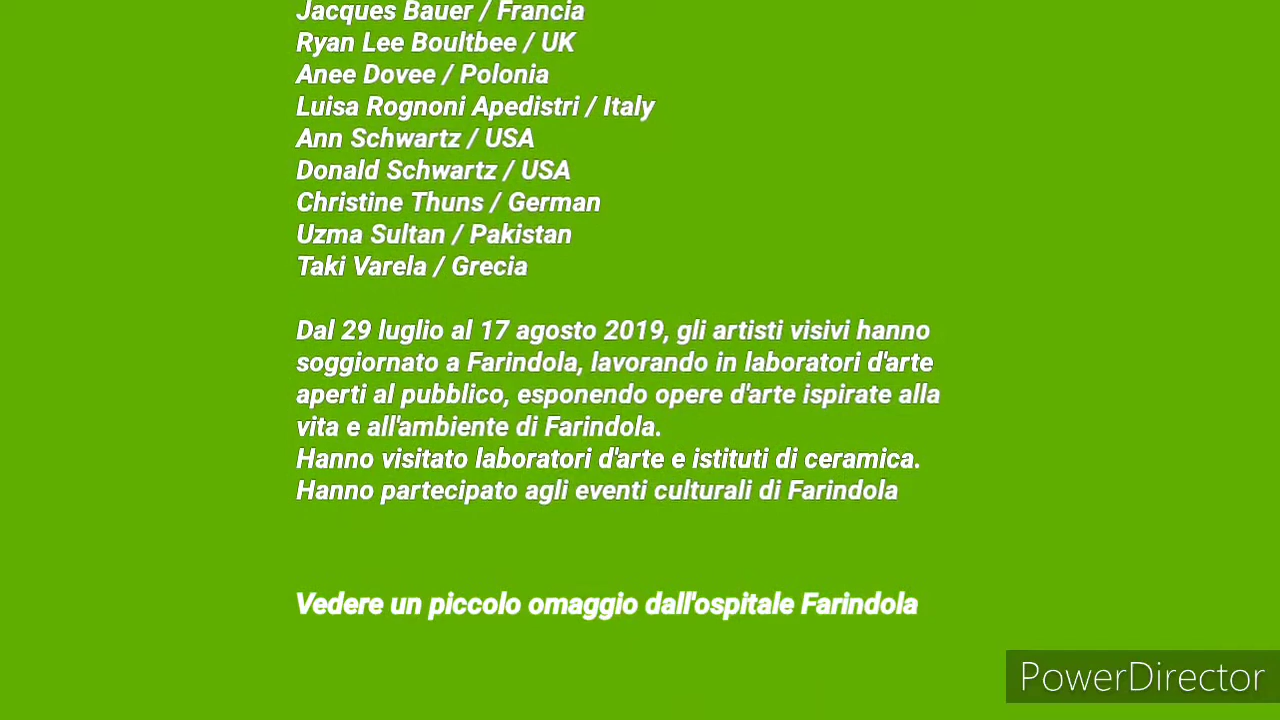 Jacques Bauer / Francia
Ryan Lee Boultbee / UK
Anee Dovee / Polonia
Luisa Rognoni Apedistri / Italy
Ann Schwartz / USA
Donald Schwartz / USA
Christine Thuns / German
Uzma Sultan / Pakistan
Taki Varela / Grecia
Dal 29 luglio al 17 agosto 2019, gli artisti visivi hanno
soggiornato a Farindola, lavorando in laboratori d'arte
aperti al pubblico, esponendo opere d'arte ispirate alla
vita e all'ambiente di Farindola.
Hanno visitato laboratori d'arte e istituti di ceramica.
Hanno partecipato agli eventi culturali di Farindola
Vedere un piccolo omaggio dall'ospitale Farindola
PowerDirector